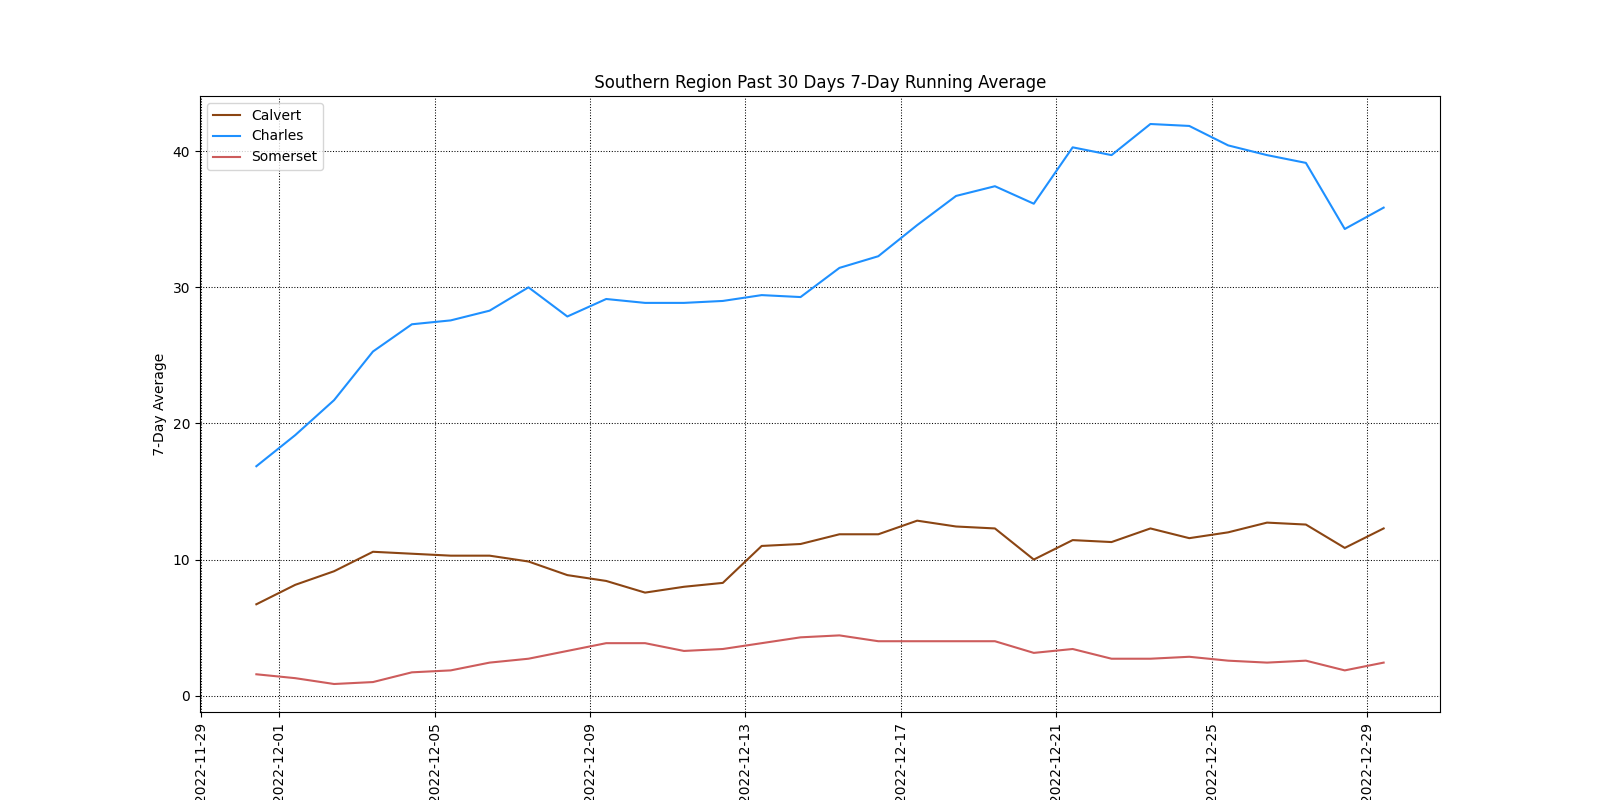 Southern Region Past 30 Days 7-Day Running Average
Calvert
Charles
Somerset
40
30
20
10
0
7-Day Average
2022-11-29
2022-12-01
2022-12-05
2022-12-09
2022-12-13
2022-12-17
2022-12-21
2022-12-25
2022-12-29